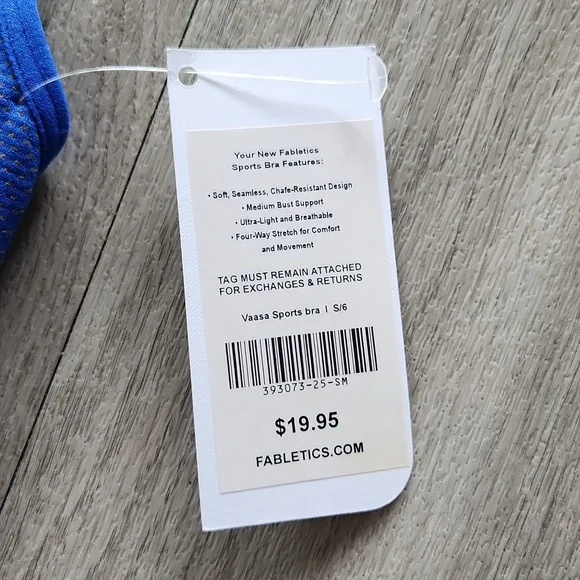 Your New Fabletics
Sports Bra Features:
• Soft, Seamless, Chafe-Resistant Design
• Medium Bust Support
• Ultra-Light and Breathable
• Four-Way Stretch for Comfort
and Movement
TAG MUST REMAIN ATTACHED
FOR EXCHANGES & RETURNS
Vaasa Sports bra | S/6
393073-25-SM
$19.95
FABLETICS.COM